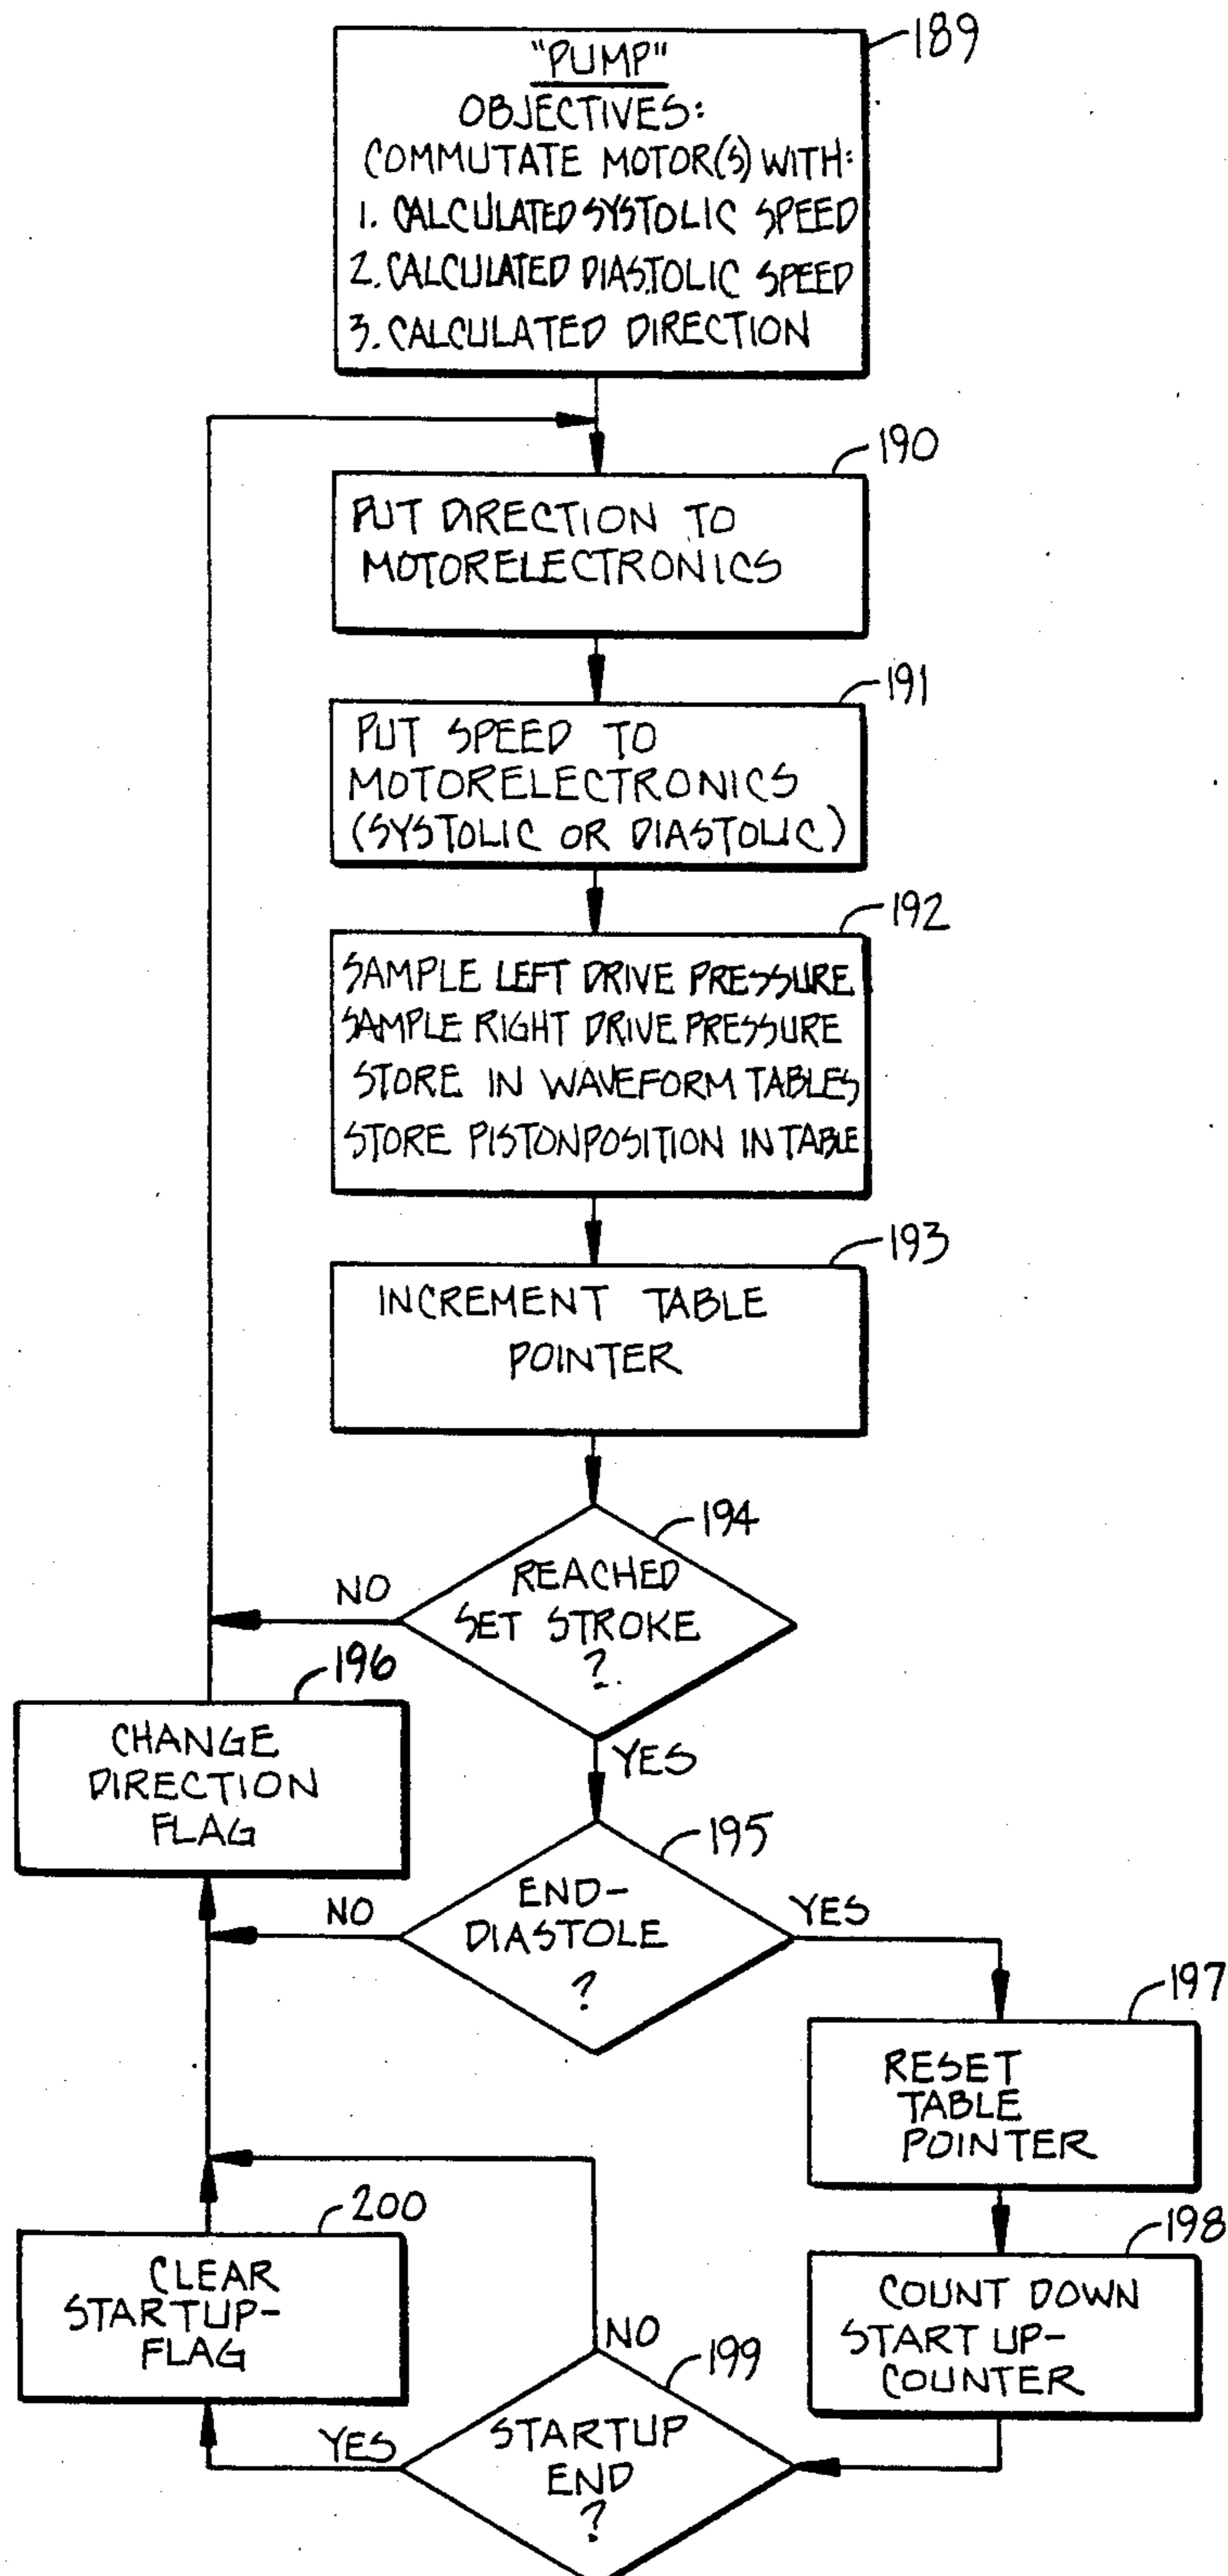 189
"PUMP"
OBJECTIVES:
COMMUTATE MOTOR(S) WITH:
1. CALCULATED SYSTOLIC SPEED
2. CALCULATED DIASTOLIC SPEED
3. CALCULATED DIRECTION
190
PUT DIRECTION TO
MOTORELECTRONICS
191
PUT SPEED TO
MOTORELECTRONICS
(SYSTOLIC OR DIASTOLIC)
192
SAMPLE LEFT DRIVE PRESSURE
SAMPLE RIGHT DRIVE PRESSURE
STORE IN WAVEFORM TABLES
STORE PISTONPOSITION IN TABLE
193
INCREMENT TABLE
POINTER
194
REACHED
SET STROKE
?
NO
YES
196
CHANGE
DIRECTION
FLAG
195
END-
DIASTOLE
?
NO
YES
197
RESET
TABLE
POINTER
198
COUNT DOWN
START UP-
COUNTER
199
STARTUP
END
?
NO
YES
200
CLEAR
STARTUP-
FLAG